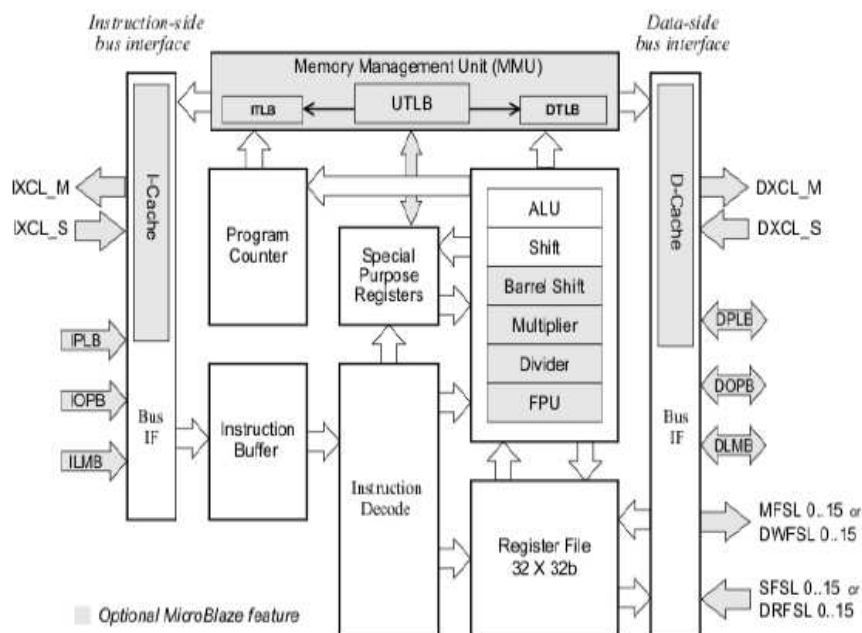 Instruction-side
bus interface
Data-side
bus interface
Memory Management Unit (MMU)
ITLB
UTLB
DTLB
I-Cache
D-Cache
IXCL_M
IXCL_S
DXCL_M
DXCL_S
Program
Counter
Special
Purpose
Registers
ALU
Shift
Barrel Shift
Multiplier
Divider
FPU
IPLB
IOPB
ILMB
Bus
IF
DPLB
DOPB
DLMB
Bus
IF
Instruction
Buffer
Instruction
Decode
Register File
32 X 32b
MFSL 0..15 or
DWFSL 0..15
SFSL 0..15 or
DRFSL 0..15
Optional MicroBlaze feature